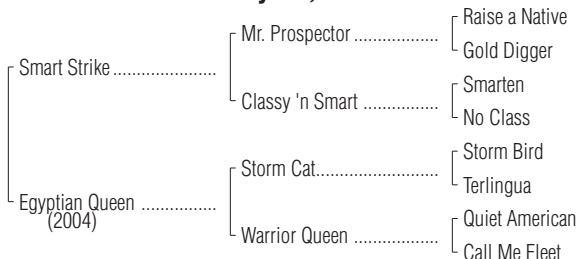 Raise a Native
Mr. Prospector ..................
Gold Digger
Smart Strike ......................
Smarten
Classy 'n Smart ................
No Class
Storm Bird
Storm Cat..........................
Terlingua
Egyptian Queen ................
(2004)
Quiet American
Warrior Queen ..................
Call Me Fleet